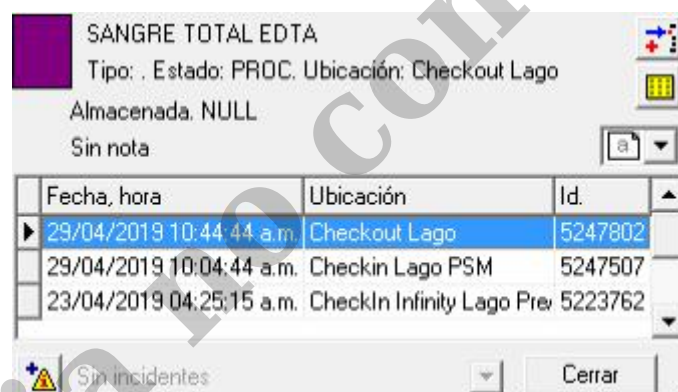 SANGRE TOTAL EDTA
Tipo: . Estado: PROC. Ubicación: Checkout Lago
Almacenada. NULL
Sin nota
a
Fecha, hora Ubicación Id.
29/04/2019 10:44:44 a.m. Checkout Lago 5247802
29/04/2019 10:04:44 a.m. Checkin Lago PSM 5247507
23/04/2019 04:25:15 a.m. CheckIn Infinity Lago 5223762
Sin incidentes Cerrar
no